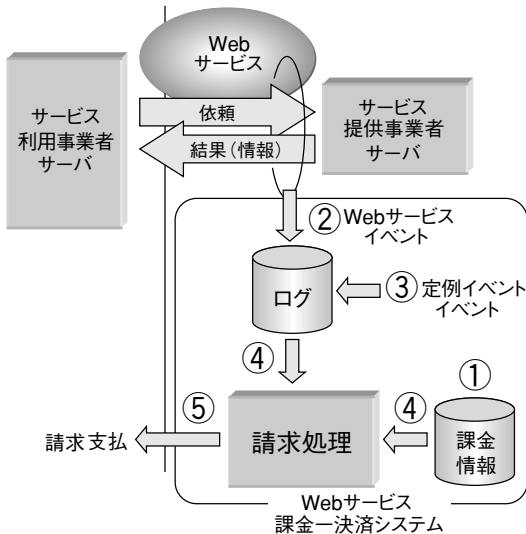 Web
サービス
サービス
利用事業者
サーバ
依頼
結果(情報)
サービス
提供事業者
サーバ
②Webサービス
イベント
ログ
③定例イベント
イベント
④
①
⑤
④
請求支払
請求処理
課金
情報
Webサービス
課金ー決済システム